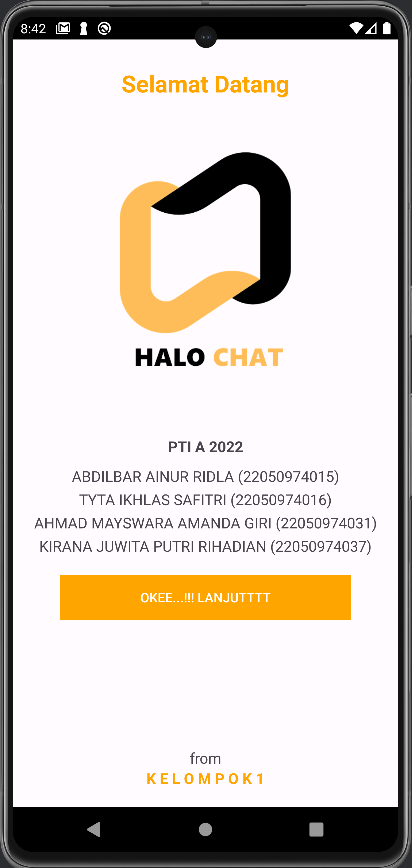 8:42
Selamat Datang
HALO CHAT
PTI A 2022
ABDILBAR AINUR RIDLA (22050974015)
TYTA IKHLAS SAFITRI (22050974016)
AHMAD MAYSWARA AMANDA GIRI (22050974031)
KIRANA JUWITA PUTRI RIHADIAN (22050974037)
OKEE...!!! LANJUTTTT
from
KELOMPOK1